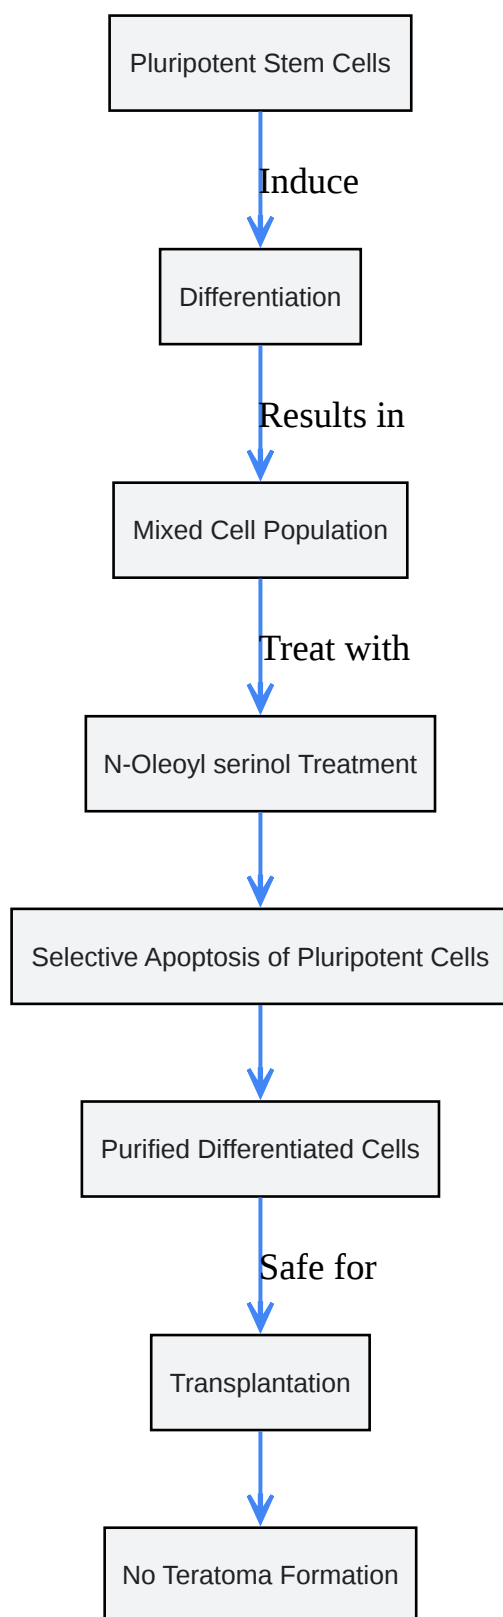 Pluripotent Stem Cells
Induce
Differentiation
Results in
Mixed Cell Population
Treat with
N-Oleoyl serinol Treatment
Selective Apoptosis of Pluripotent Cells
Purified Differentiated Cells
Safe for
Transplantation
No Teratoma Formation